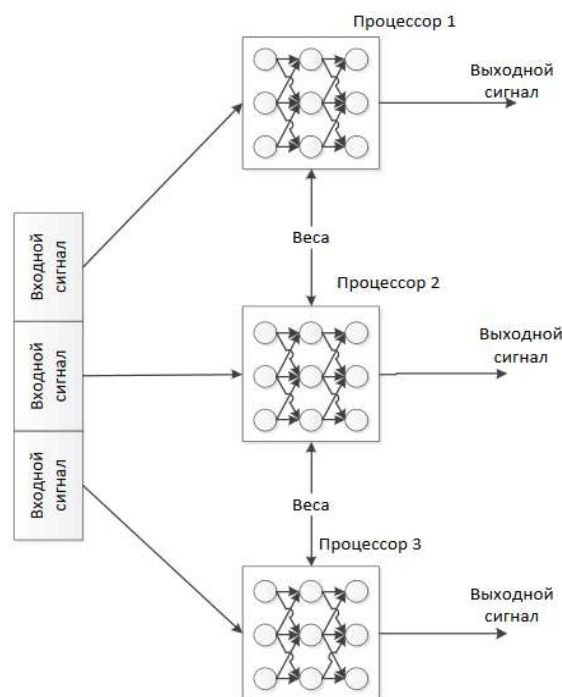 Процессор 1
Выходной
сигнал
Веса
Входной
сигнал
Процессор 2
Входной
сигнал
Выходной
сигнал
Входной
сигнал
Веса
Процессор 3
Выходной
сигнал